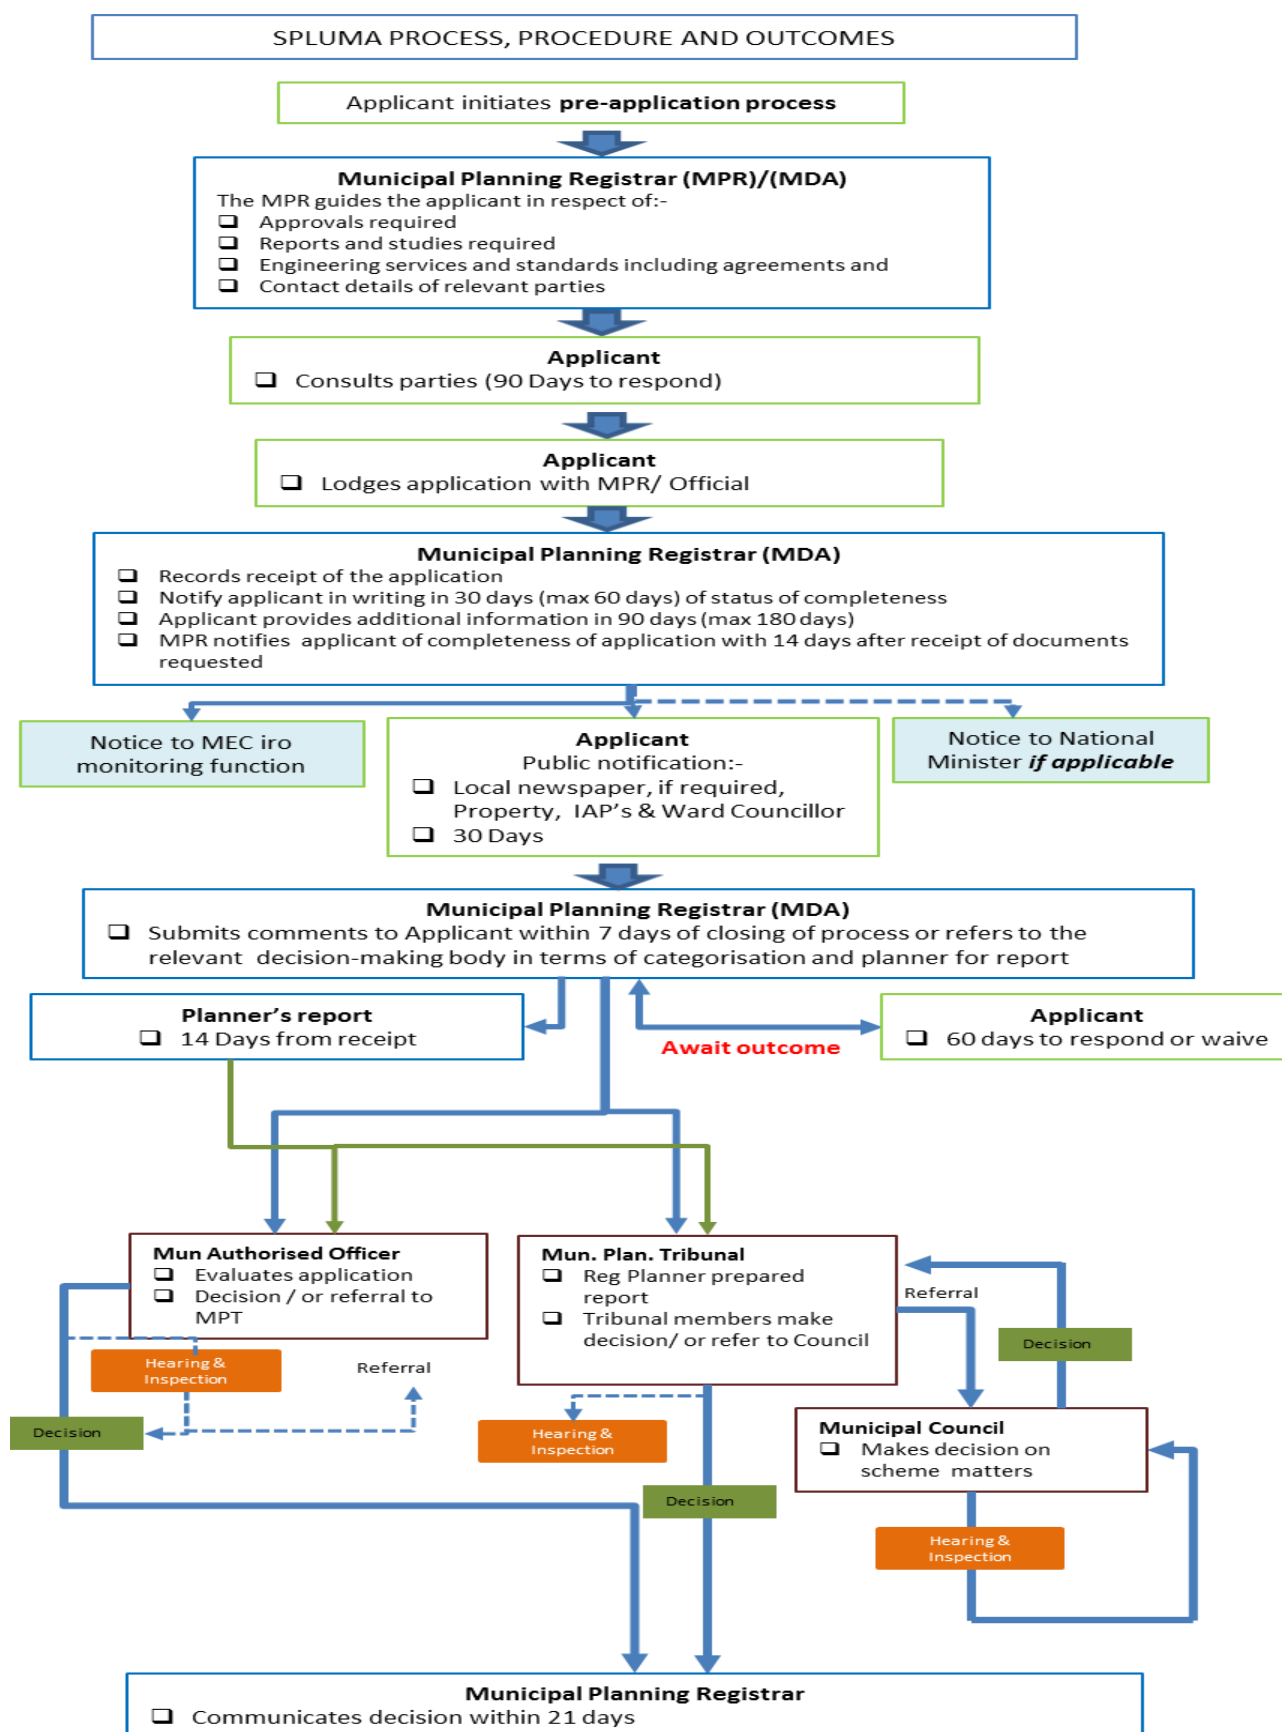 SPLUMA PROCESS, PROCEDURE AND OUTCOMES
Applicant initiates pre-application process
Municipal Planning Registrar (MPR)/(MDA)
The MPR guides the applicant in respect of:-
❑ Approvals required
❑ Reports and studies required
❑ Engineering services and standards including agreements and
❑ Contact details of relevant parties
Applicant
❑ Consults parties (90 Days to respond)
Applicant
❑ Lodges application with MPR/ Official
Municipal Planning Registrar (MDA)
❑ Records receipt of the application
❑ Notify applicant in writing in 30 days (max 60 days) of status of completeness
❑ Applicant provides additional information in 90 days (max 180 days)
❑ MPR notifies applicant of completeness of application with 14 days after receipt of documents
requested
Notice to MEC iro
monitoring function
Applicant
Public notification:-
❑ Local newspaper, if required,
Property, IAP's & Ward Councillor
❑ 30 Days
Notice to National
Minister if applicable
Municipal Planning Registrar (MDA)
❑ Submits comments to Applicant within 7 days of closing of process or refers to the
relevant decision-making body in terms of categorisation and planner for report
Planner's report
❑ 14 Days from receipt
Await outcome
Applicant
❑ 60 days to respond or waive
Mun Authorised Officer
❑ Evaluates application
❑ Decision / or referral to
MPT
Mun. Plan. Tribunal
❑ Reg Planner prepared
report
❑ Tribunal members make
decision/ or refer to Council
Referral
Decision
Hearing &
Inspection
Referral
Decision
Hearing &
Inspection
Municipal Council
❑ Makes decision on
scheme matters
Decision
Hearing &
Inspection
Municipal Planning Registrar
❑ Communicates decision within 21 days